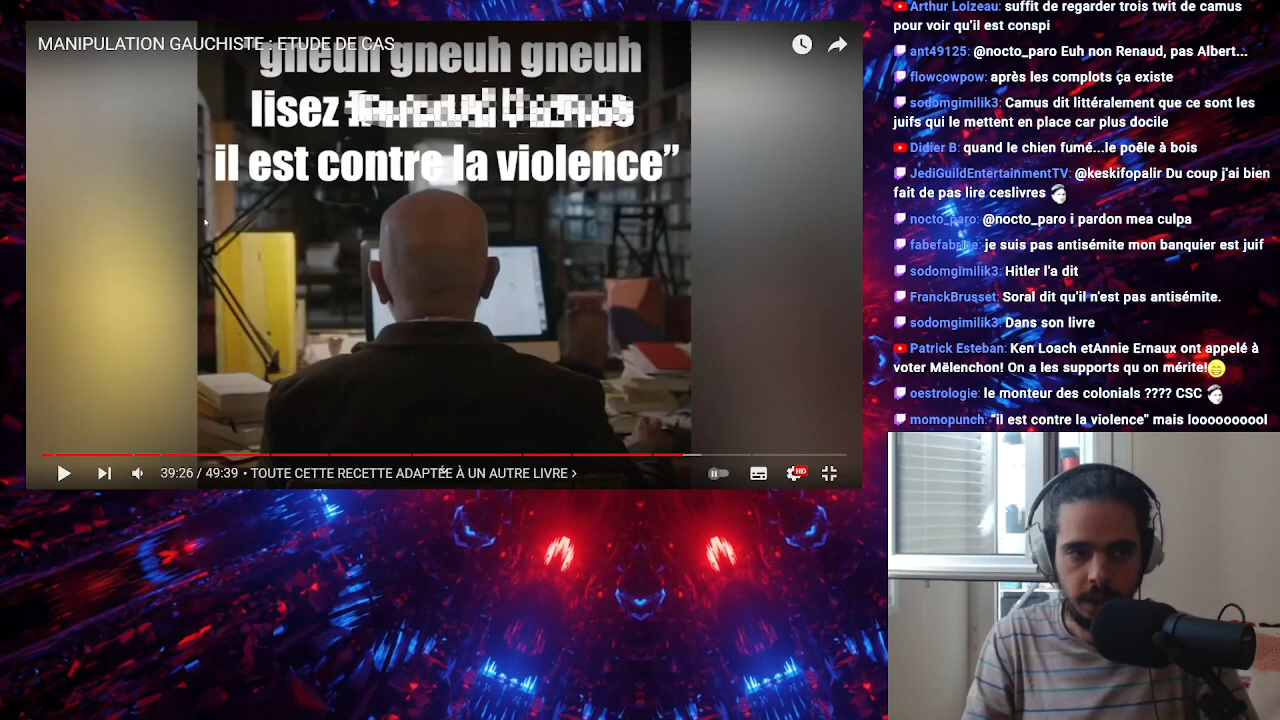 MANIPULATION GAUCHISTE : ETUDE DE CAS
"gneuh gneuh gneuh
lisez
il est contre la violence”
39:26 / 49:39 • TOUTE CETTE RECETTE ADAPTÉE À UN AUTRE LIVRE >
HD
Arthur Loizeau: suffit de regarder trois twit de camus
pour voir qu'il est conspi
ant49125: @nocto_paro Euh non Renaud, pas Albert...
flowcowpow: après les complots ça existe
sodomgimilik3: Camus dit littéralement que ce sont les
juifs qui le mettent en place car plus docile
Didier B: quand le chien fumé...le poêle à bois
JediGuildEntertainmentTV: @keskifopalir Du coup j'ai bien
fait de pas lire ceslivres
nocto_paro: @nocto_paro i pardon mea culpa
fabefabrice: je suis pas antisémite mon banquier est juif
sodomgimilik3: Hitler l'a dit
FranckBrusset: Soral dit qu'il n'est pas antisémite.
sodomgimilik3: Dans son livre
Patrick Esteban: Ken Loach etAnnie Ernaux ont appelé à
voter Mëlenchon! On a les supports qu on mérite!
oestrologie: le monteur des colonials ???? CSC
momopunch: "il est contre la violence" mais loooooooool